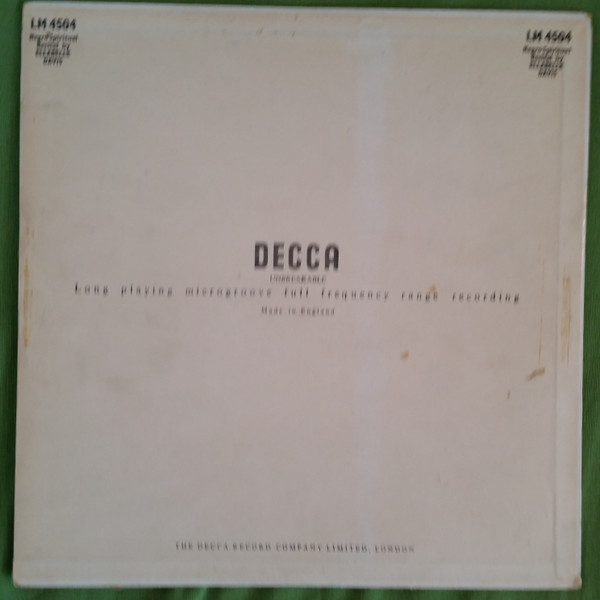 LM 4504
LM 4504
DECCA
UNBREAKABLE
Long playing microgroove full frequency range recording
Made in England
THE DECCA RECORD COMPANY LIMITED, LONDON